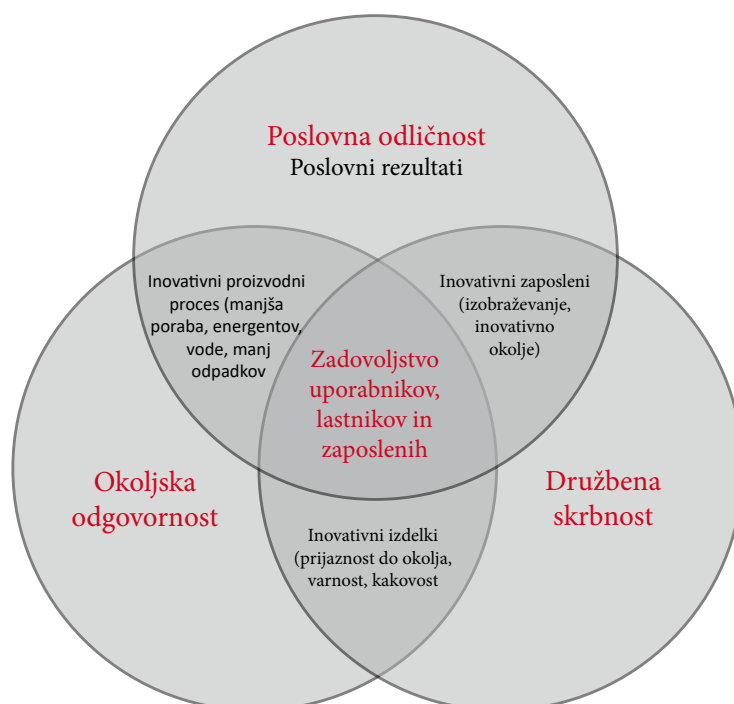 Poslovna odličnost
Poslovni rezultati
Inovativni proizvodni
proces (manjša
poraba, energentov,
vode, manj
odpadkov
Inovativni zaposleni
(izobraževanje,
inovativno
okolje)
Zadovoljstvo
uporabnikov,
lastnikov in
zaposlenih
Okoljska
odgovornost
Družbena
skrbnost
Inovativni izdelki
(prijaznost do okolja,
varnost, kakovost